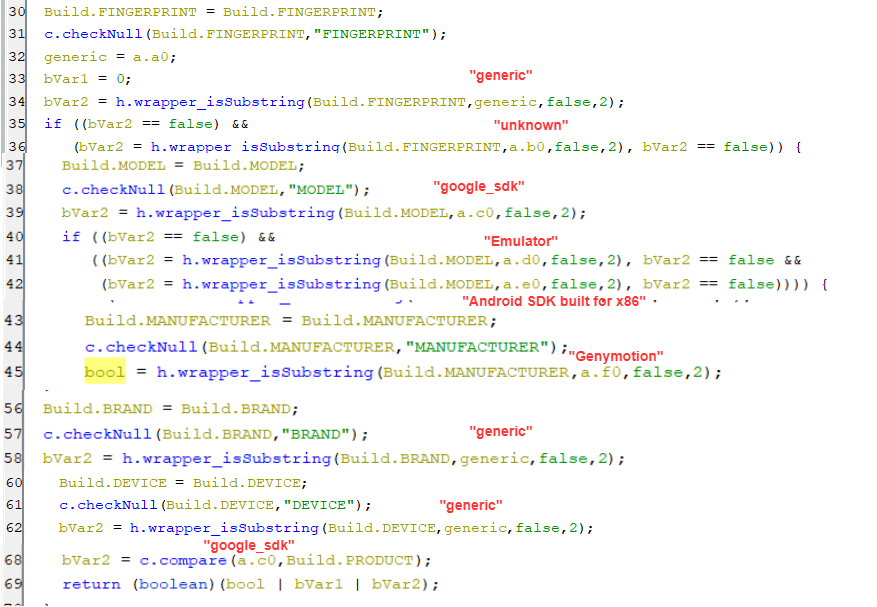 30 Build.FINGERPRINT = Build.FINGERPRINT;
31 c.checkNull(Build.FINGERPRINT,"FINGERPRINT");
32 generic = a.a0;
33 bVar1 = 0; "generic"
34 bVar2 = h.wrapper_isSubstring(Build.FINGERPRINT,generic,false,2);
35 if ((bVar2 == false) && "unknown"
36 (bVar2 = h.wrapper isSubstring(Build.FINGERPRINT,a.b0,false,2), bVar2 == false)) {
37 Build.MODEL = Build.MODEL;
38 c.checkNull(Build.MODEL,"MODEL"); "google_sdk"
39 bVar2 = h.wrapper_isSubstring(Build.MODEL,a.c0,false,2);
40 if ((bVar2 == false) && "Emulator"
41 ((bVar2 = h.wrapper_isSubstring(Build.MODEL,a.d0,false,2), bVar2 == false &&
42 (bVar2 = h.wrapper_isSubstring(Build.MODEL,a.e0,false,2), bVar2 == false)))) {
"Android SDK built for x86"
43 Build.MANUFACTURER = Build.MANUFACTURER;
44 c.checkNull(Build.MANUFACTURER,"MANUFACTURER"); "Genymotion"
45 bool = h.wrapper_isSubstring(Build.MANUFACTURER,a.f0,false,2);
56 Build.BRAND = Build.BRAND;
57 c.checkNull(Build.BRAND,"BRAND"); "generic"
58 bVar2 = h.wrapper_isSubstring(Build.BRAND,generic,false,2);
60 Build.DEVICE = Build.DEVICE;
61 c.checkNull(Build.DEVICE,"DEVICE"); "generic"
62 bVar2 = h.wrapper_isSubstring(Build.DEVICE,generic,false,2);
"google_sdk"
68 bVar2 = c.compare(a.c0,Build.PRODUCT);
69 return (boolean)(bool | bVar1 | bVar2);